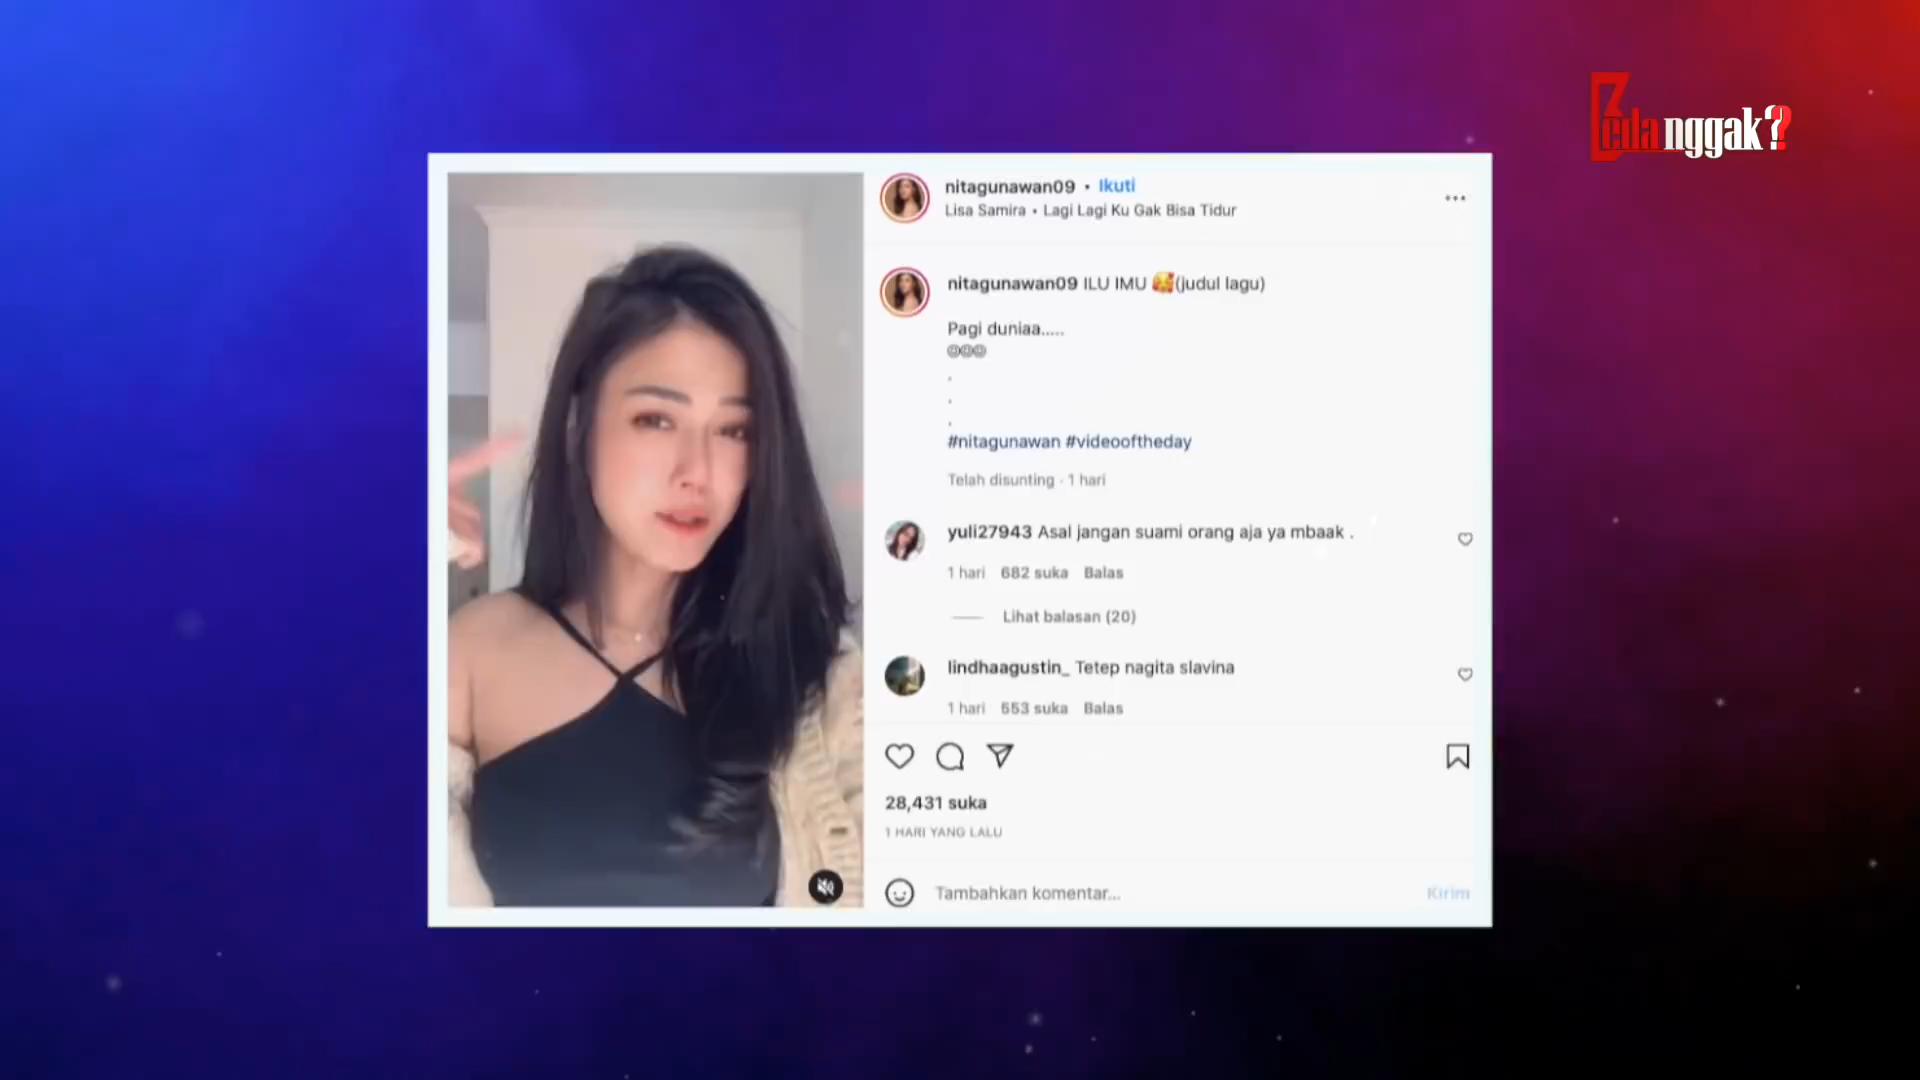 Beda nggak?
nitagunawan09 • Ikuti
Lisa Samira • Lagi Lagi Ku Gak Bisa Tidur
nitagunawan09 ILU IMU 🥰(judul lagu)
Pagi duniaa.....
☺☺☺
.
.
.
#nitagunawan #videooftheday
Telah disunting · 1 hari
yuli27943 Asal jangan suami orang aja ya mbaak .
1 hari 682 suka Balas
Lihat balasan (20)
lindhaagustin_ Tetep nagita slavina
1 hari 553 suka Balas
28,431 suka
1 HARI YANG LALU
Tambahkan komentar...
Kirim